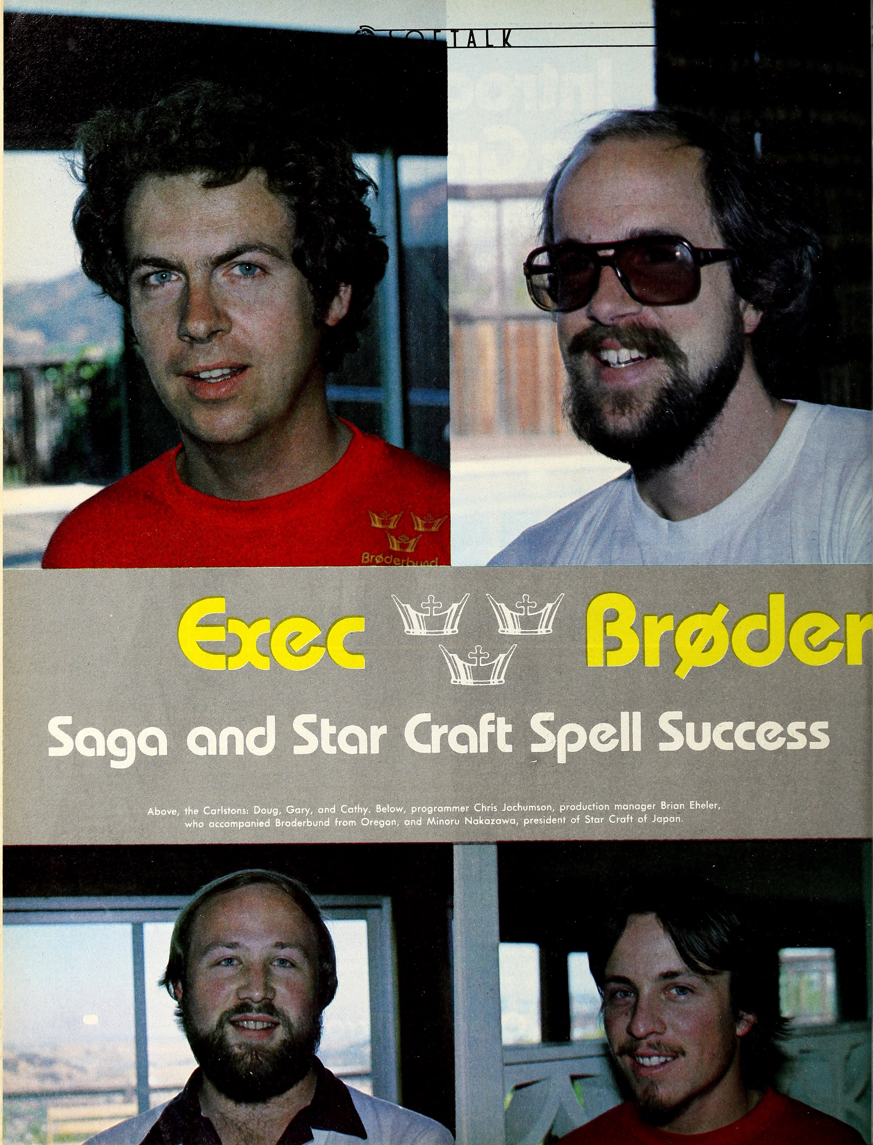 SOFTALK
Brøderbund
Exec Brøder
Saga and Star Craft Spell Success
Above, the Carlstons: Doug, Gary, and Cathy. Below, programmer Chris Jochumson, production manager Brian Eheler,
who accompanied Broderbund from Oregon, and Minoru Nakazawa, president of Star Craft of Japan.